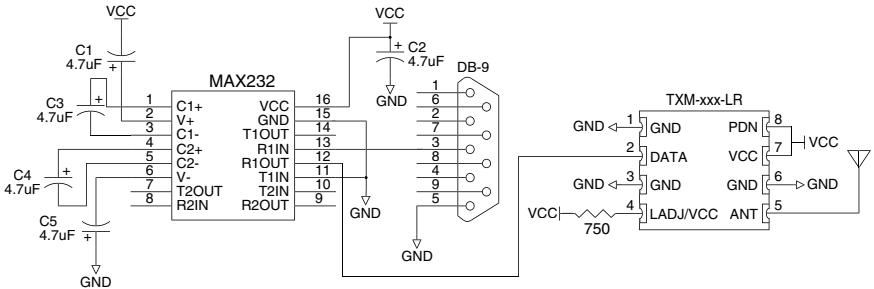 VCC
C1
4.7uF
+
C3
4.7uF
+
C4
4.7uF
+
C5
4.7uF
+
GND
MAX232
1 C1+
2 V+
3 C1-
4 C2+
5 C2-
6 V-
7 T2OUT
8 R2IN
VCC 16
GND 15
T1OUT 14
R1IN 13
R1OUT 12
T1IN 11
T2IN 10
R2OUT 9
VCC
+
C2
4.7uF
GND
GND
DB-9
1
6
2
7
3
8
4
9
5
GND
TXM-xxx-LR
GND 1 GND
2 DATA
GND 3 GND
VCC 750 4 LADJ/VCC
PDN 8
VCC 7
VCC
GND 6 GND
ANT 5